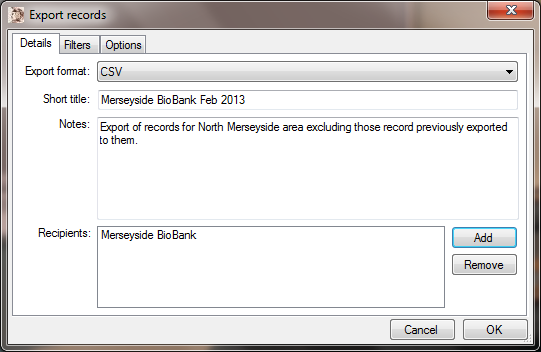 Export records
Details Filters Options
Export format: CSV
Short title: Merseyside BioBank Feb 2013
Notes: Export of records for North Merseyside area excluding those record previously exported
to them.
Recipients: Merseyside BioBank
Add
Remove
Cancel OK